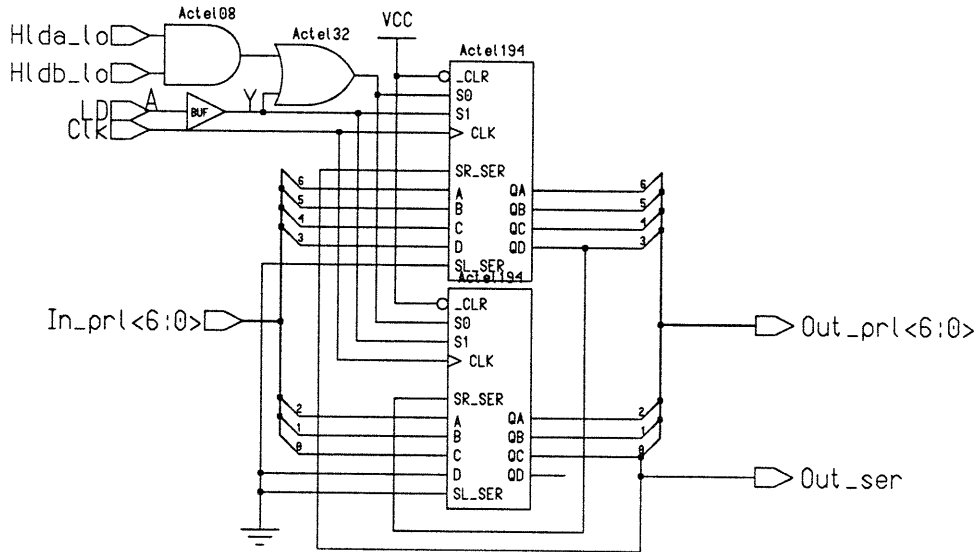 Actel08
VCC
Hlda_lo
Actel32
Actel194
Hldb_lo
_CLR
S0
LD
A
BUF
Y
S1
Clk
CLK
SR_SER
6
A
QA
6
5
B
QB
5
4
C
QC
4
3
D
QD
3
SL_SER
Actel194
In_prl<6:0>
_CLR
Out_prl<6:0>
S0
S1
CLK
SR_SER
2
A
QA
2
1
B
QB
1
0
C
QC
0
D
QD
Out_ser
SL_SER